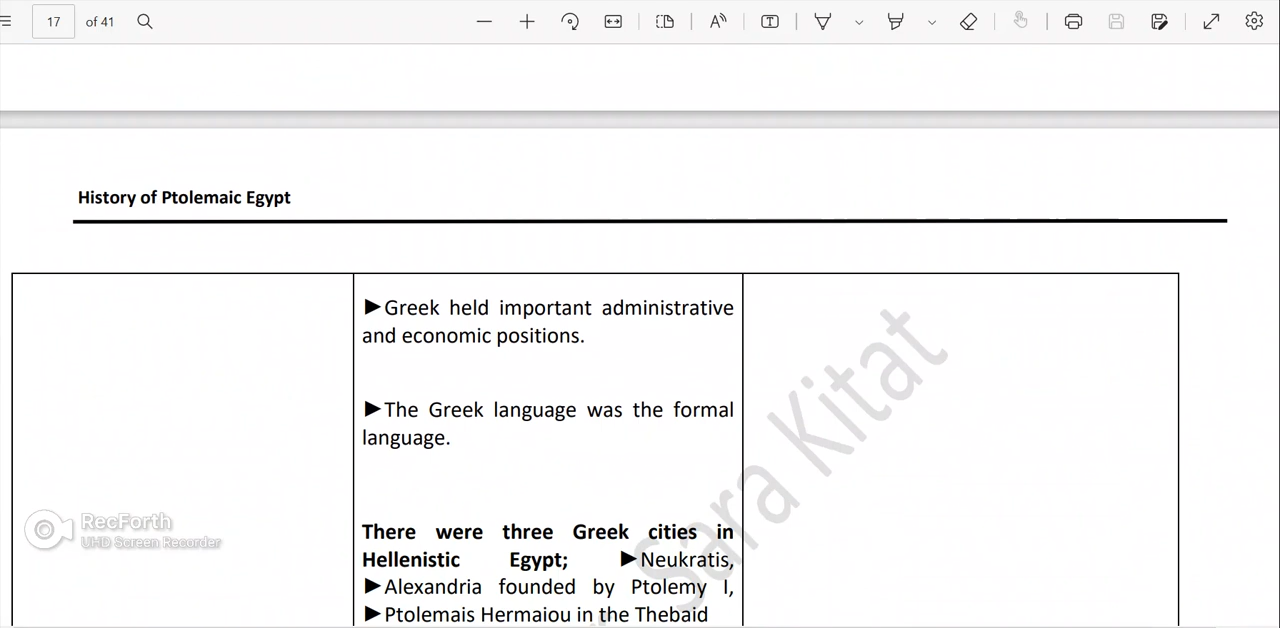 17 of 41
History of Ptolemaic Egypt
►Greek held important administrative
and economic positions.
►The Greek language was the formal
language.
There were three Greek cities in
Hellenistic Egypt; ►Neukratis,
►Alexandria founded by Ptolemy I,
►Ptolemais Hermaiou in the Thebaid
Sara Kitat
RecForth
UHD Screen Recorder